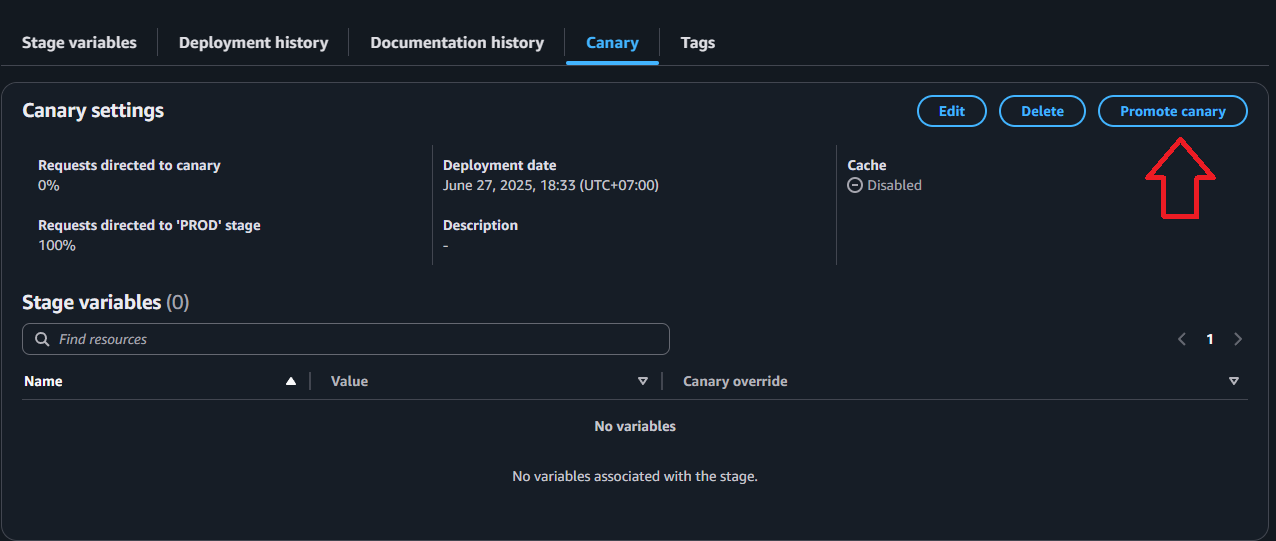 Stage variables Deployment history Documentation history Canary Tags
Canary settings Edit Delete Promote canary
Requests directed to canary Deployment date Cache
0% June 27, 2025, 18:33 (UTC+07:00) Disabled
Requests directed to 'PROD' stage Description
100% -
Stage variables (0)
Find resources 1
Name Value Canary override
No variables
No variables associated with the stage.